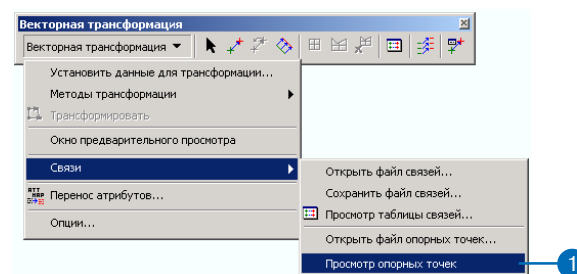 Векторная трансформация
Векторная трансформация
Установить данные для трансформации...
Методы трансформации
Трансформировать
Окно предварительного просмотра
Связи
Перенос атрибутов...
Опции...
Открыть файл связей...
Сохранить файл связей...
Просмотр таблицы связей...
Открыть файл опорных точек...
Просмотр опорных точек
1